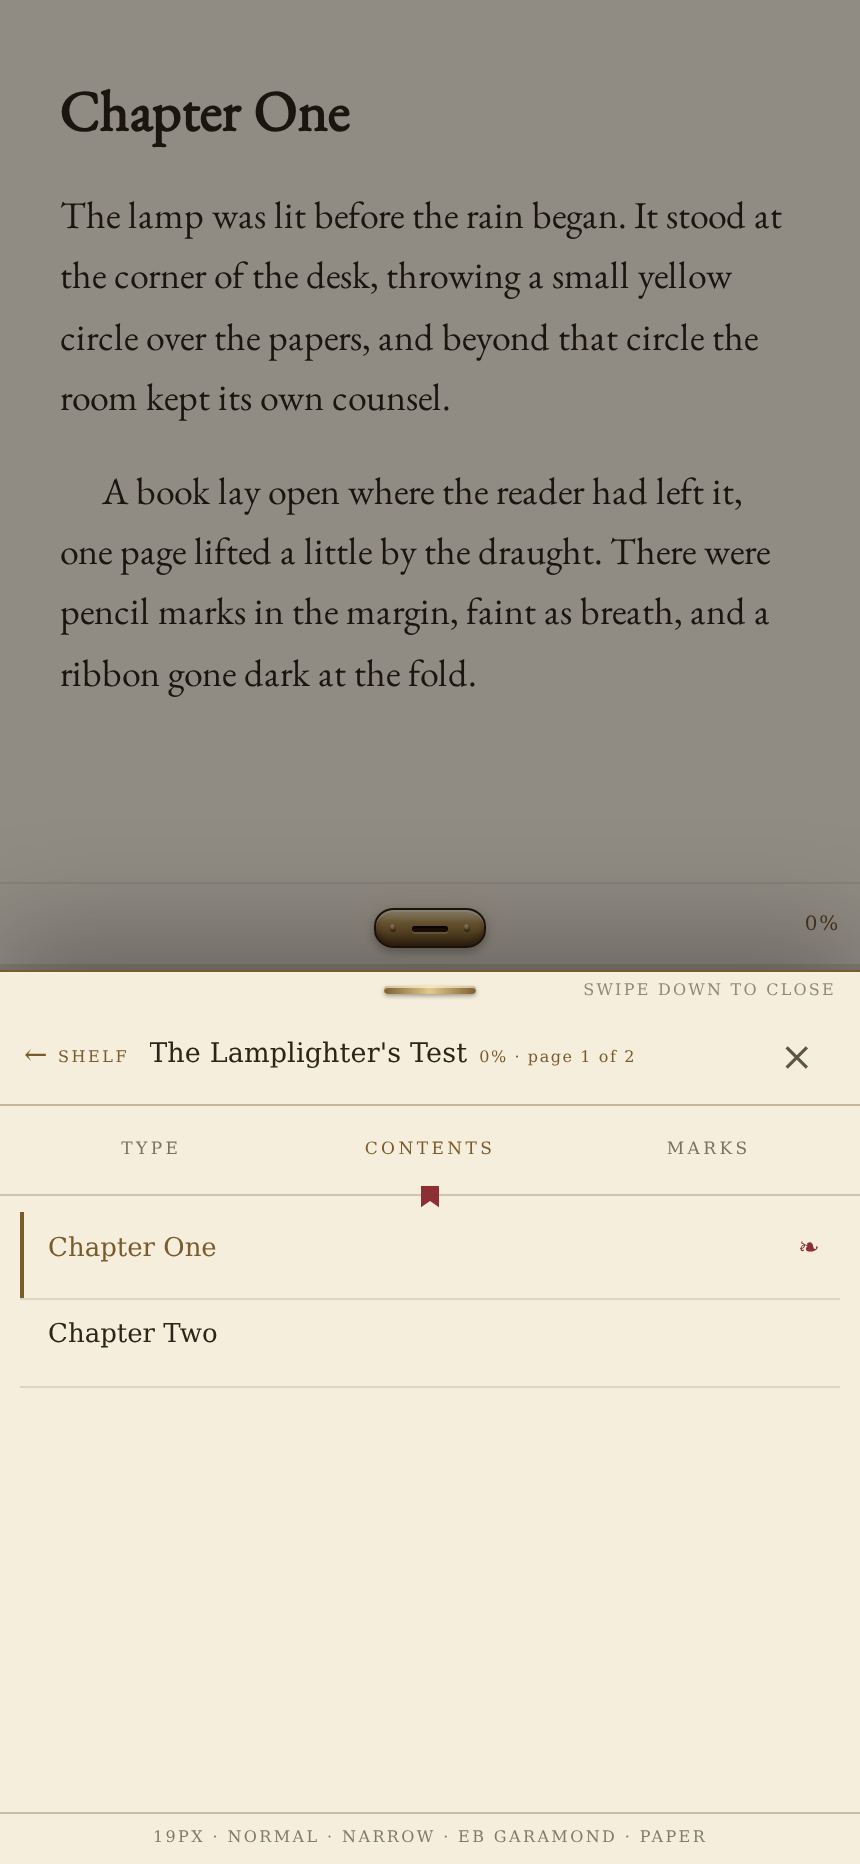 Chapter One
The lamp was lit before the rain began. It stood at
the corner of the desk, throwing a small yellow
circle over the papers, and beyond that circle the
room kept its own counsel.
A book lay open where the reader had left it,
one page lifted a little by the draught. There were
pencil marks in the margin, faint as breath, and a
ribbon gone dark at the fold.
0%
SWIPE DOWN TO CLOSE
← SHELF The Lamplighter's Test 0% · page 1 of 2 ×
TYPE CONTENTS MARKS
Chapter One ❧
Chapter Two
19PX · NORMAL · NARROW · EB GARAMOND · PAPER